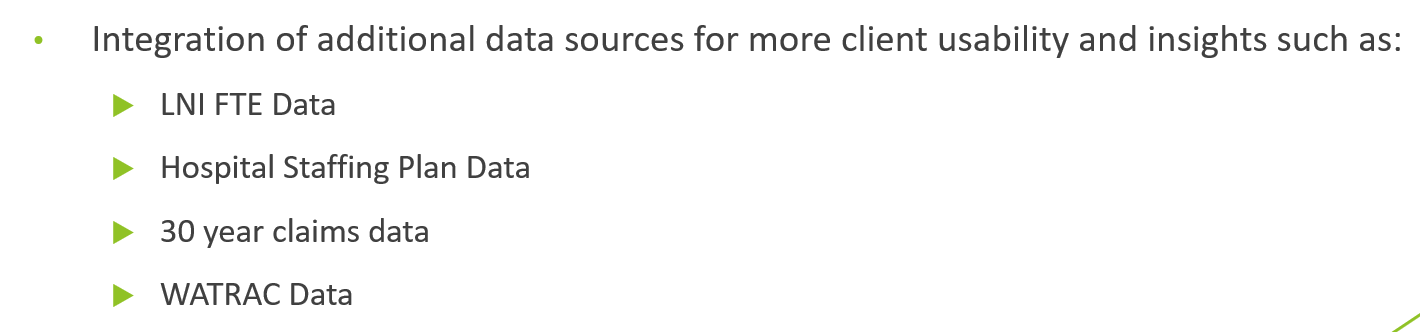 Integration of additional data sources for more client usability and insights such as:
LNI FTE Data
Hospital Staffing Plan Data
30 year claims data
WATRAC Data